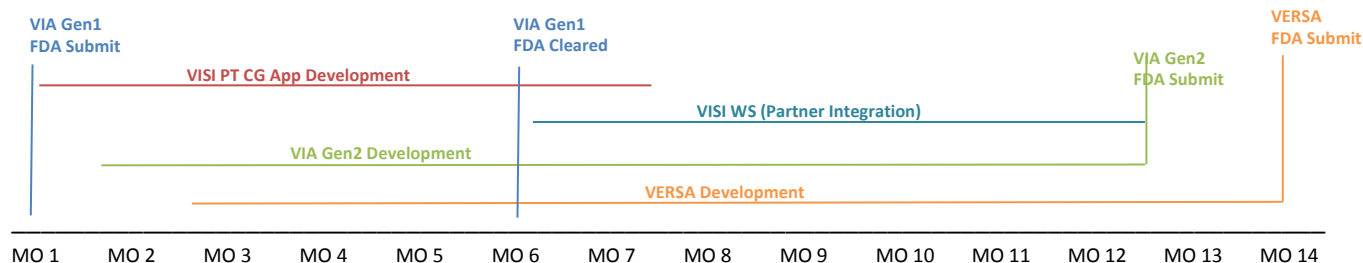 VIA Gen1
FDA Submit
VIA Gen1
FDA Cleared
VERSA
FDA Submit
VIA Gen2
FDA Submit
VISI PT CG App Development
VISI WS (Partner Integration)
VIA Gen2 Development
VERSA Development
MO 1 MO 2 MO 3 MO 4 MO 5 MO 6 MO 7 MO 8 MO 9 MO 10 MO 11 MO 12 MO 13 MO 14